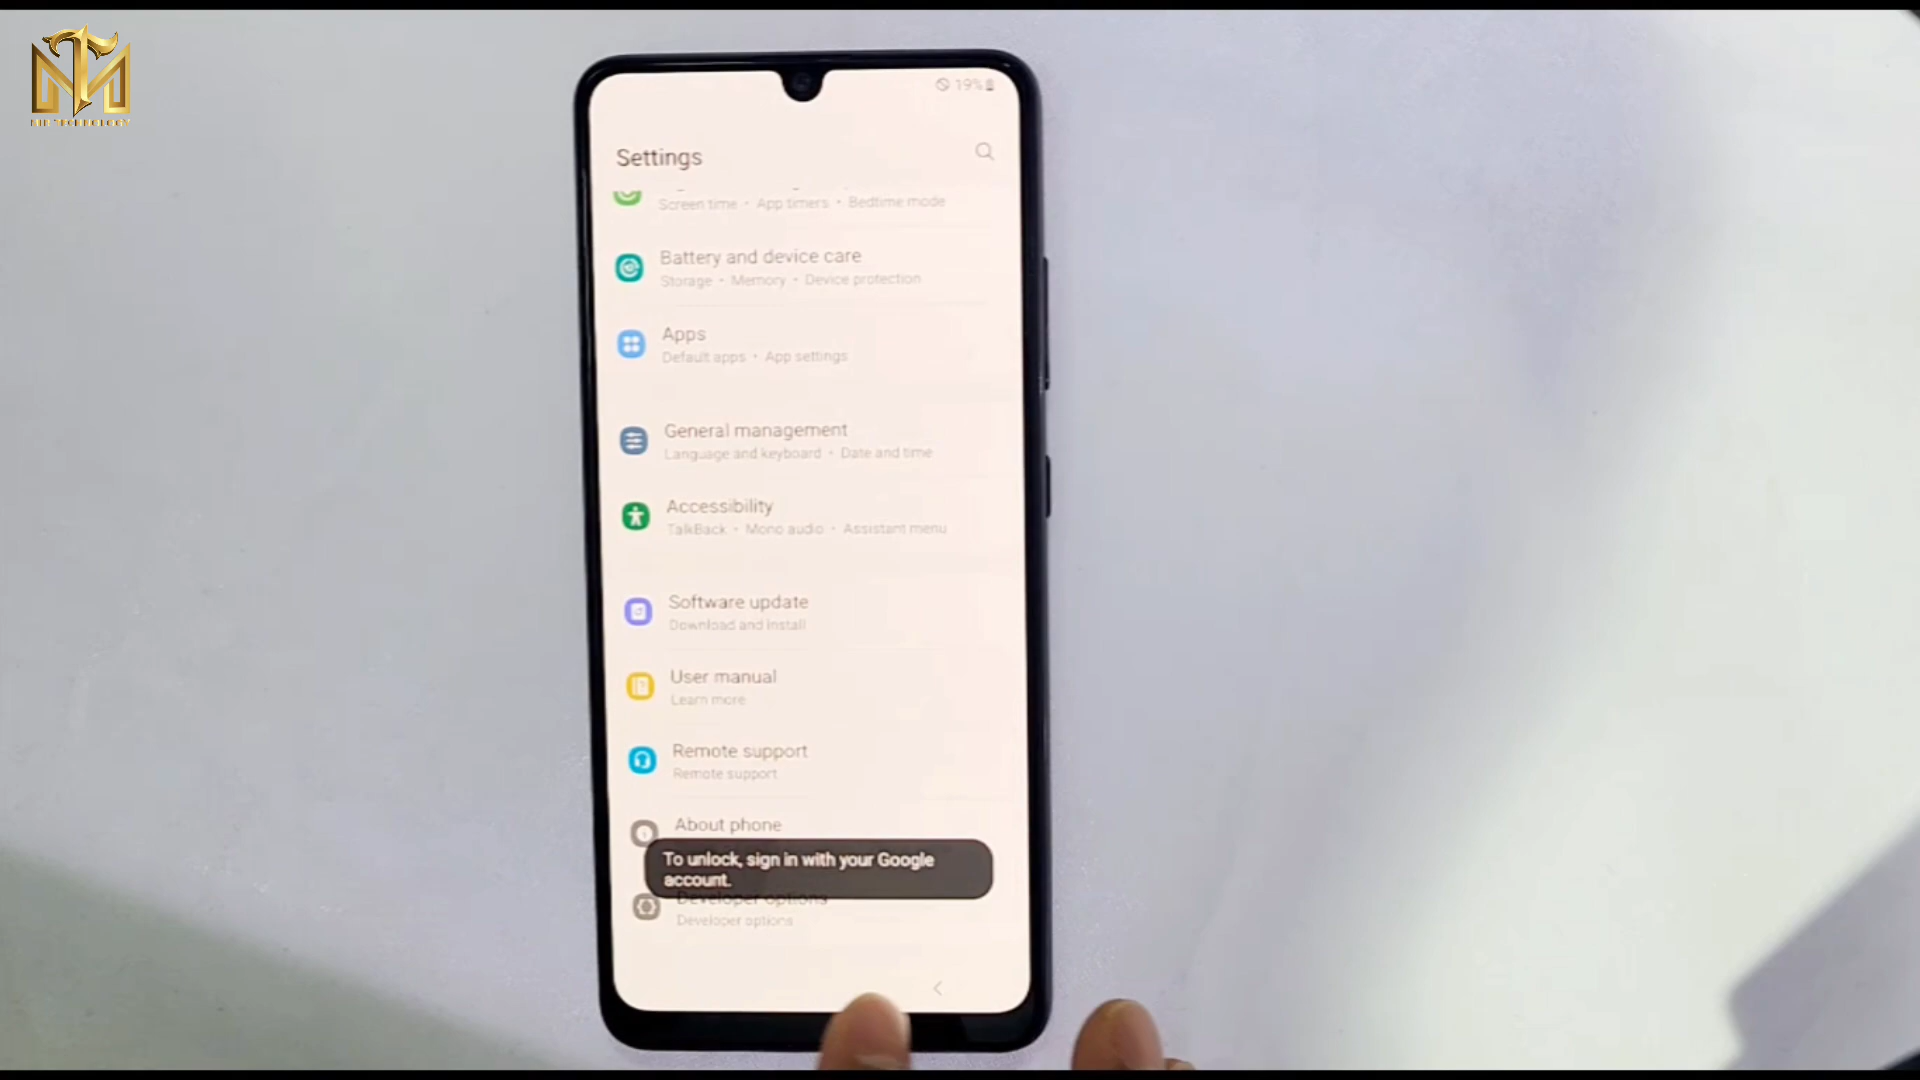 19%
Settings
Screen time • App timers • Bedtime mode
Battery and device care
Storage • Memory • Device protection
Apps
Default apps • App settings
General management
Language and keyboard • Date and time
Accessibility
TalkBack • Mono audio • Assistant menu
Software update
Download and install
User manual
Learn more
Remote support
Remote support
About phone
To unlock, sign in with your Google
account.
Developer options
Developer options